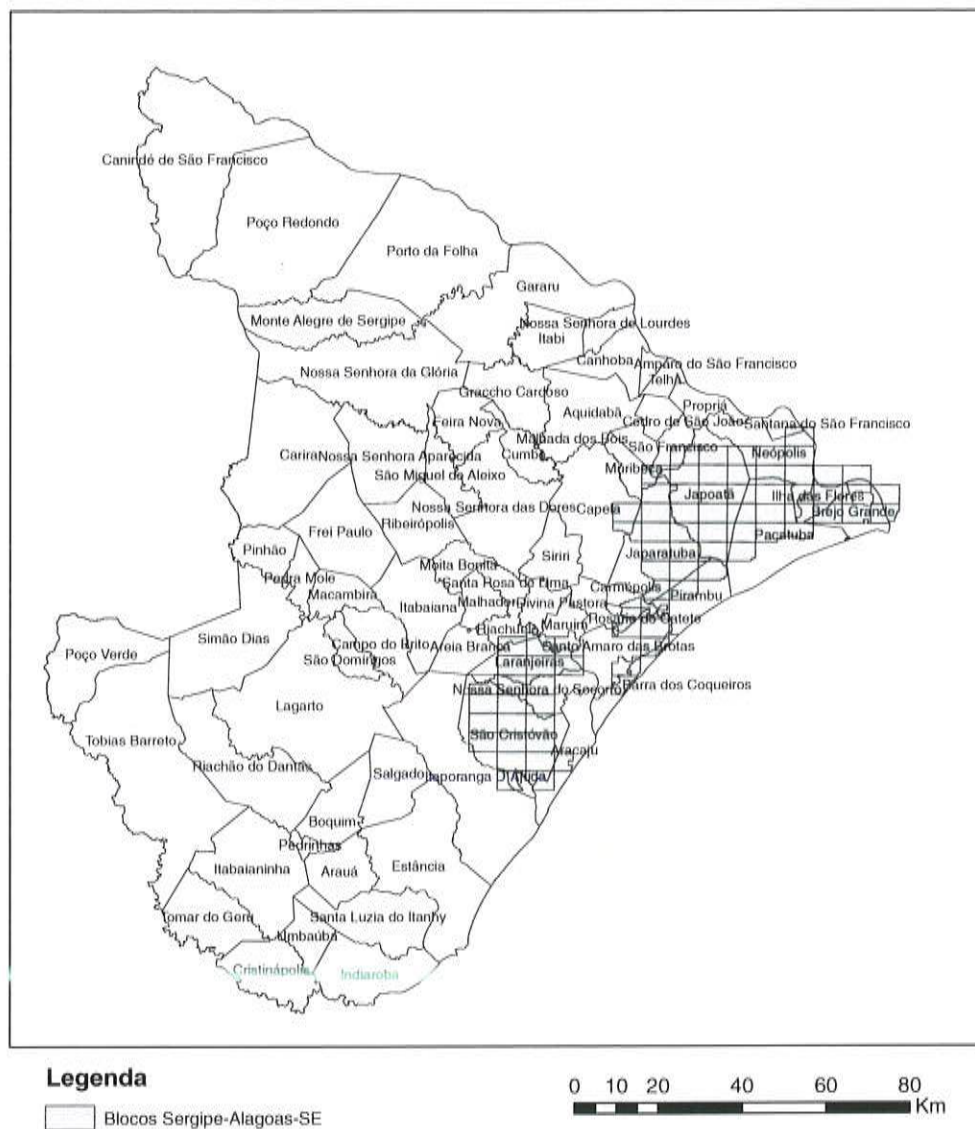 Canindé de São Francisco
Poço Redondo
Porto da Folha
Gararu
Monte Alegre de Sergipe
Nossa Senhora de Lourdes
Itabi
Canhoba
Amparo do São Francisco
Nossa Senhora da Glória
Telha
Graccho Cardoso
Propriá
Aquidabã
Feira Nova
Cedro de São João
Santana do São Francisco
Malhada dos Bois
São Francisco
Cumbe
Neópolis
Carira
Nossa Senhora Aparecida
Muribeca
São Miguel do Aleixo
Japoatã
Ilha das Flores
Nossa Senhora das Dores
Capela
Brejo Grande
Ribeirópolis
Frei Paulo
Pacatuba
Pinhão
Siriri
Japaratuba
Moita Bonita
Pedra Mole
Santa Rosa de Lima
Carmópolis
Macambira
Pirambu
Itabaiana
Malhador
Divina Pastora
Rosário do Catete
Maruim
Riachuelo
Simão Dias
Campo do Brito
Areia Branca
Santo Amaro das Brotas
Poço Verde
São Domingos
Laranjeiras
Barra dos Coqueiros
Nossa Senhora do Socorro
Lagarto
São Cristóvão
Tobias Barreto
Aracaju
Riachão do Dantas
Salgado
Itaporanga D'Ajuda
Boquim
Pedrinhas
Estância
Itabaianinha
Arauá
Tomar do Geru
Santa Luzia do Itanhy
Umbaúba
Cristinápolis
Indiaroba
Legenda
Blocos Sergipe-Alagoas-SE
0 10 20 40 60 80
Km